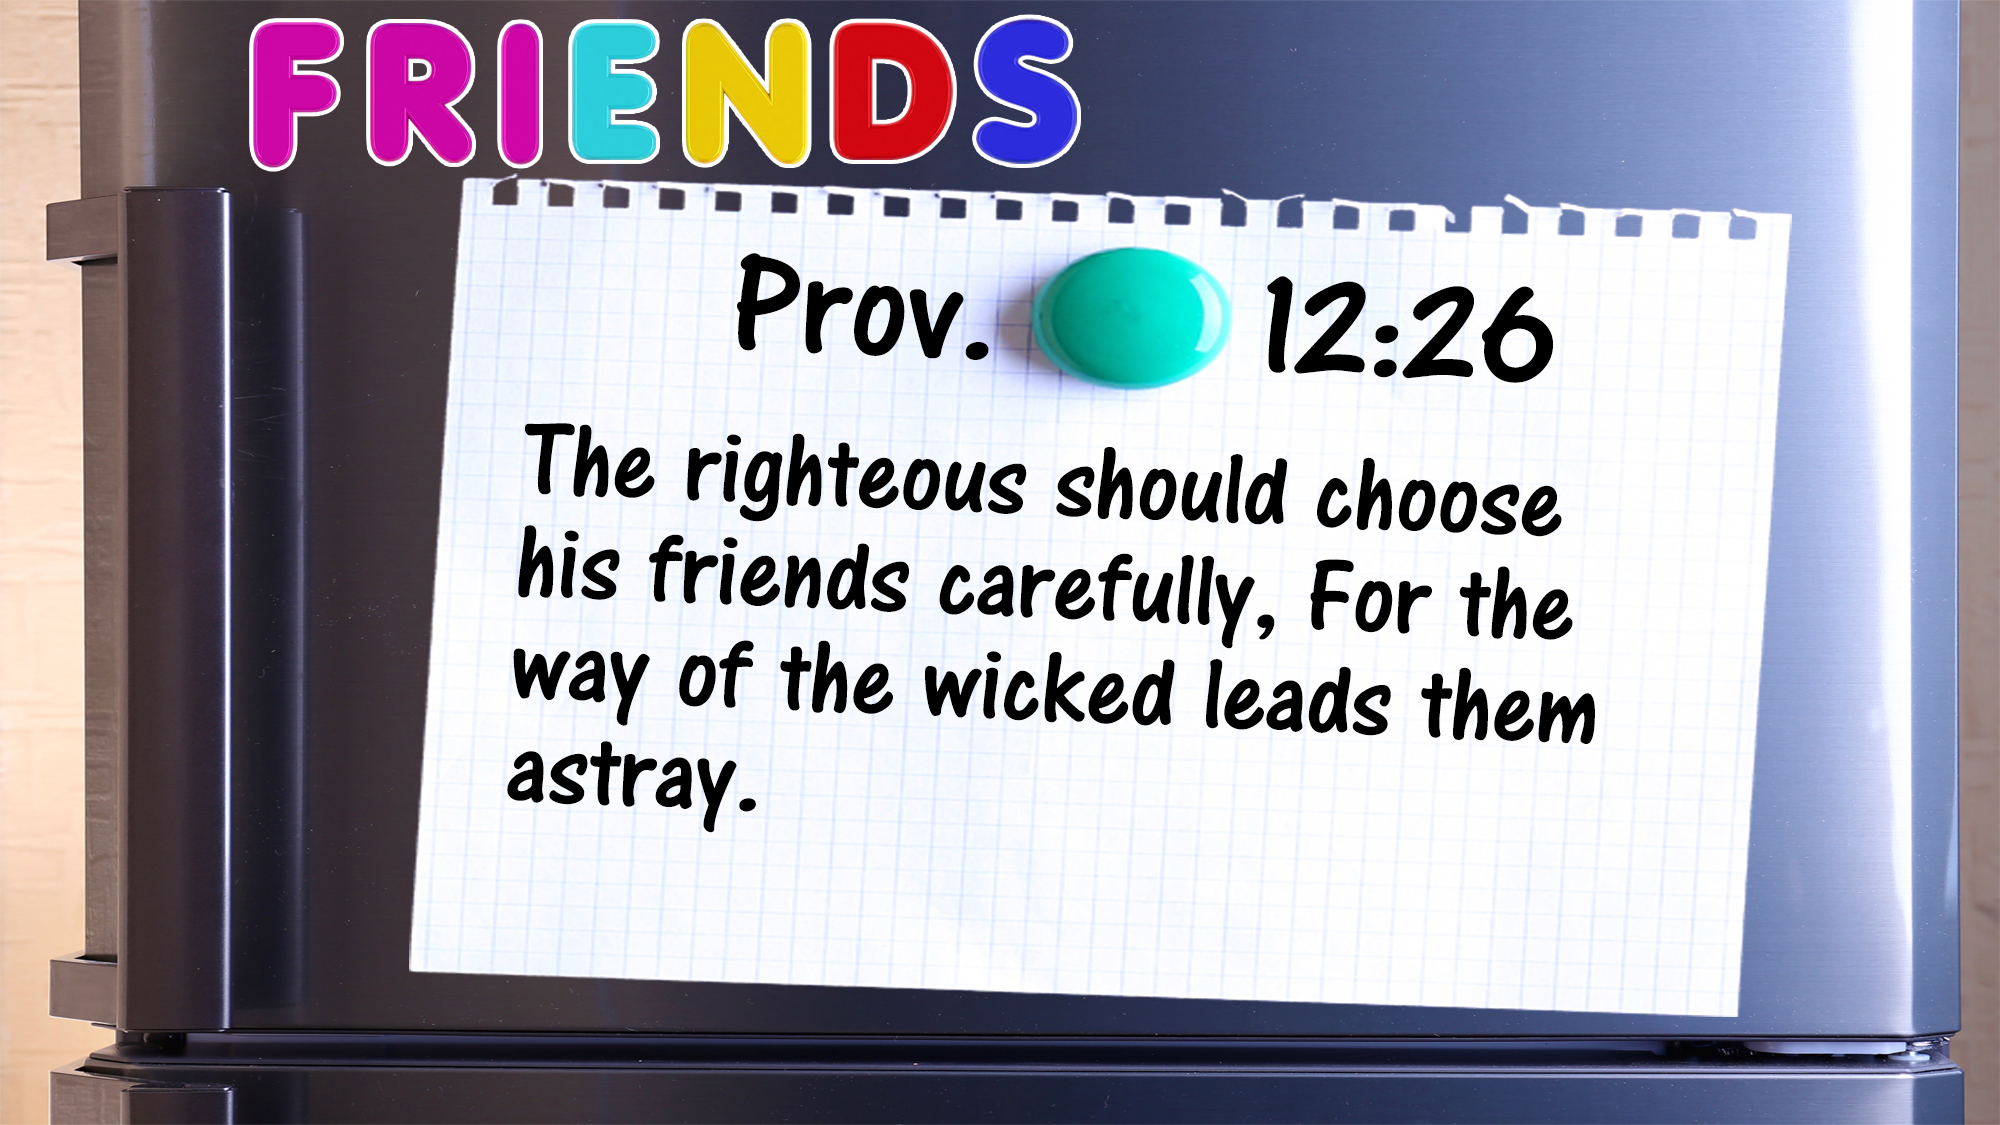 FRIENDS
Prov. 12:26
The righteous should choose
his friends carefully, For the
way of the wicked leads them
astray.